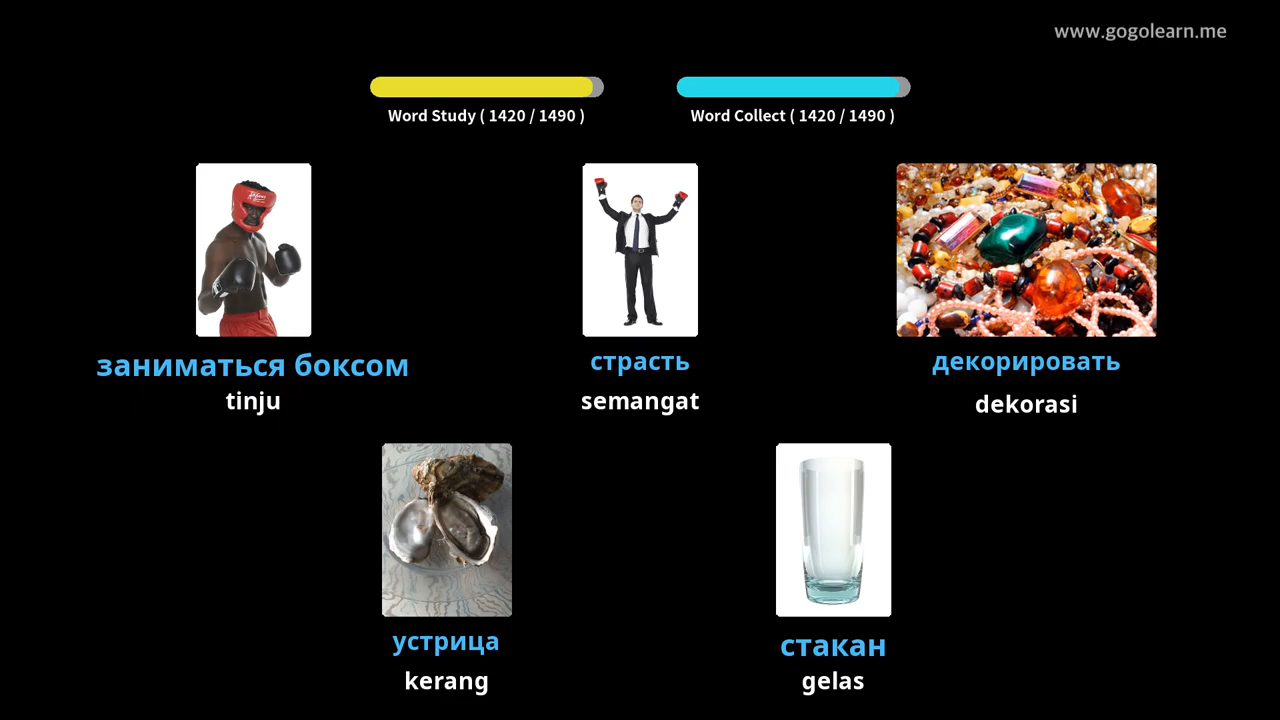 www.gogolearn.me
Word Study ( 1420 / 1490 )
Word Collect ( 1420 / 1490 )
заниматься боксом
tinju
страсть
semangat
декорировать
dekorasi
устрица
kerang
стакан
gelas